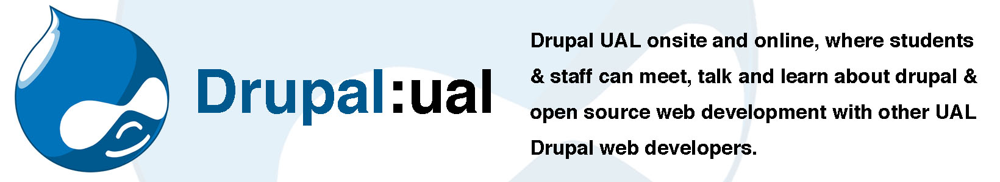 Drupal:ual
Drupal UAL onsite and online, where students
& staff can meet, talk and learn about drupal &
open source web development with other UAL
Drupal web developers.